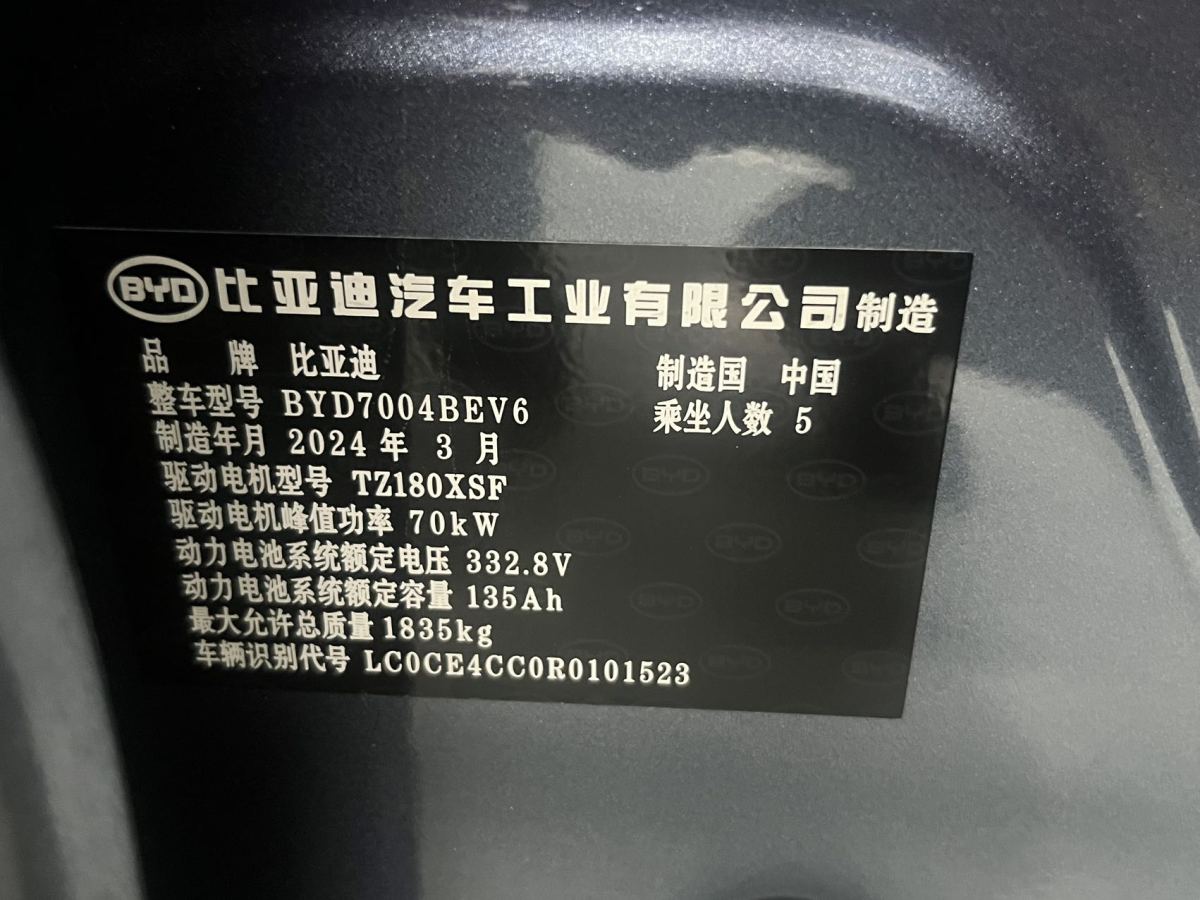 BYD 比亚迪汽车工业有限公司制造
品 牌 比亚迪 制造国 中国
整车型号 BYD7004BEV6 乘坐人数 5
制造年月 2024 年 3 月
驱动电机型号 TZ180XSF
驱动电机峰值功率 70kW
动力电池系统额定电压 332.8V
动力电池系统额定容量 135Ah
最大允许总质量 1835kg
车辆识别代号 LC0CE4CC0R0101523